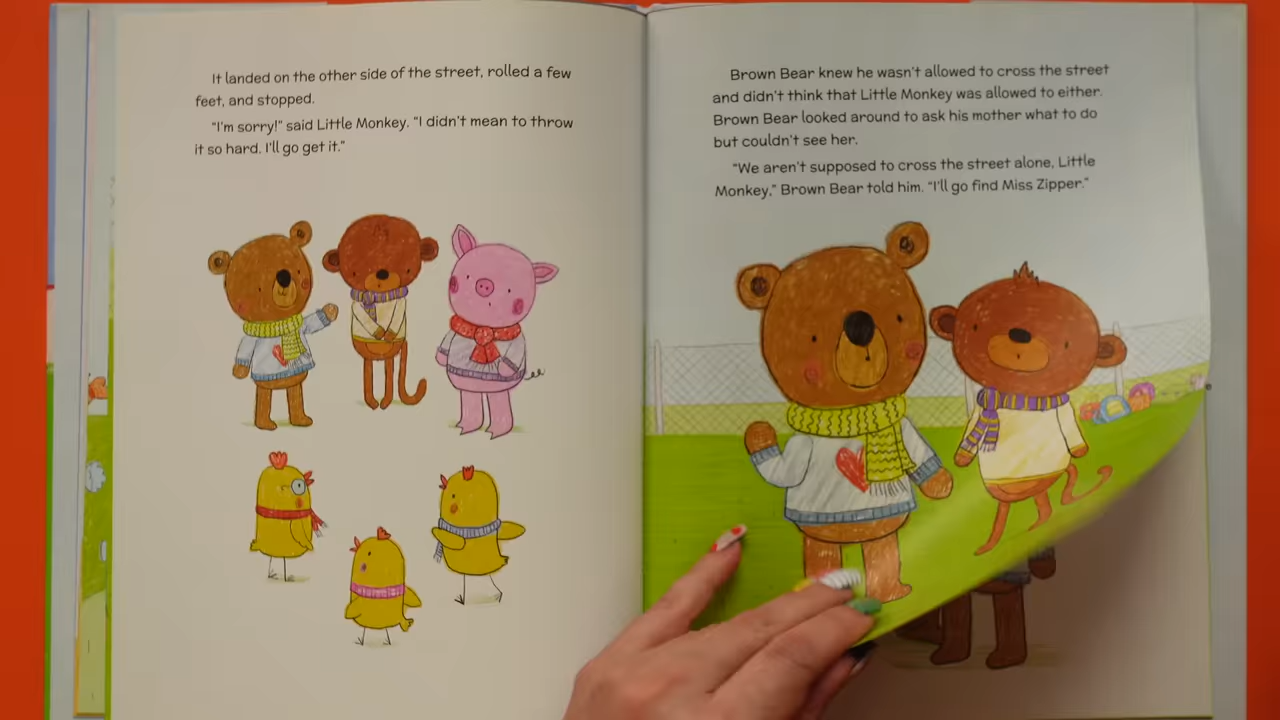 It landed on the other side of the street, rolled a few
feet, and stopped.
"I'm sorry!" said Little Monkey. "I didn't mean to throw
it so hard. I'll go get it."
Brown Bear knew he wasn't allowed to cross the street
and didn't think that Little Monkey was allowed to either.
Brown Bear looked around to ask his mother what to do
but couldn't see her.
"We aren't supposed to cross the street alone, Little
Monkey," Brown Bear told him. "I'll go find Miss Zipper."